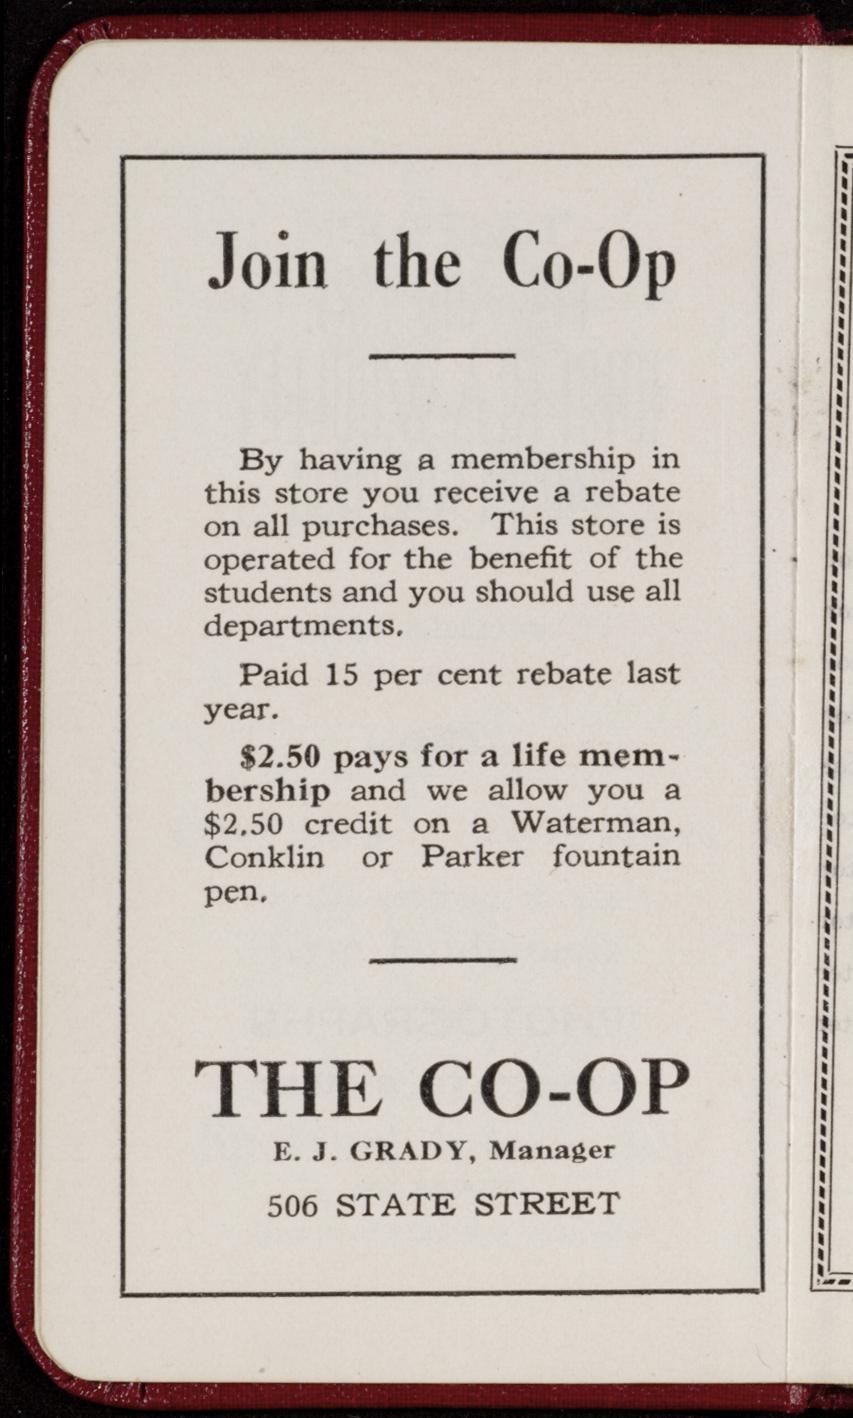 Join the Co-Op
By having a membership in
this store you receive a rebate
on all purchases. This store is
operated for the benefit of the
students and you should use all
departments.
Paid 15 per cent rebate last
year.
$2.50 pays for a life mem-
bership and we allow you a
$2.50 credit on a Waterman,
Conklin or Parker fountain
pen.
THE CO-OP
E. J. GRADY, Manager
506 STATE STREET